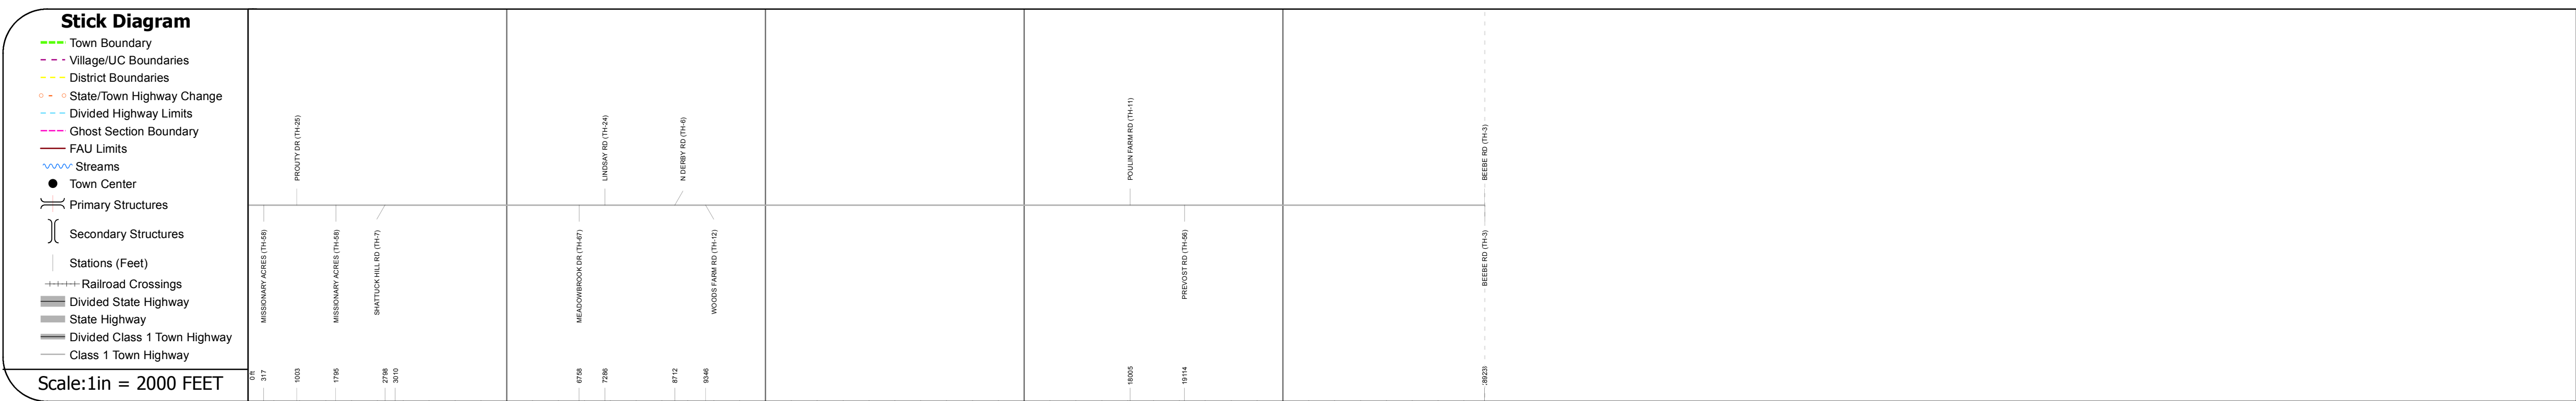 Stick Diagram
Town Boundary
Village/UC Boundaries
District Boundaries
State/Town Highway Change
Divided Highway Limits
Ghost Section Boundary
FAU Limits
Streams
Town Center
Primary Structures
Secondary Structures
Stations (Feet)
Railroad Crossings
Divided State Highway
State Highway
Divided Class 1 Town Highway
Class 1 Town Highway
Scale:1in = 2000 FEET
PROUTY DR (TH-25)
LINDSAY RD (TH-24)
N DERBY RD (TH-6)
POULIN FARM RD (TH-11)
BEEBE RD (TH-3)
MISSIONARY ACRES (TH-58)
MISSIONARY ACRES (TH-58)
SHATTUCK HILL RD (TH-7)
MEADOWBROOK DR (TH-67)
WOODS FARM RD (TH-12)
PREVOST RD (TH-56)
BEEBE RD (TH-3)
0 ft
317
1003
1795
2798
3010
6758
7286
8712
9346
18005
19114